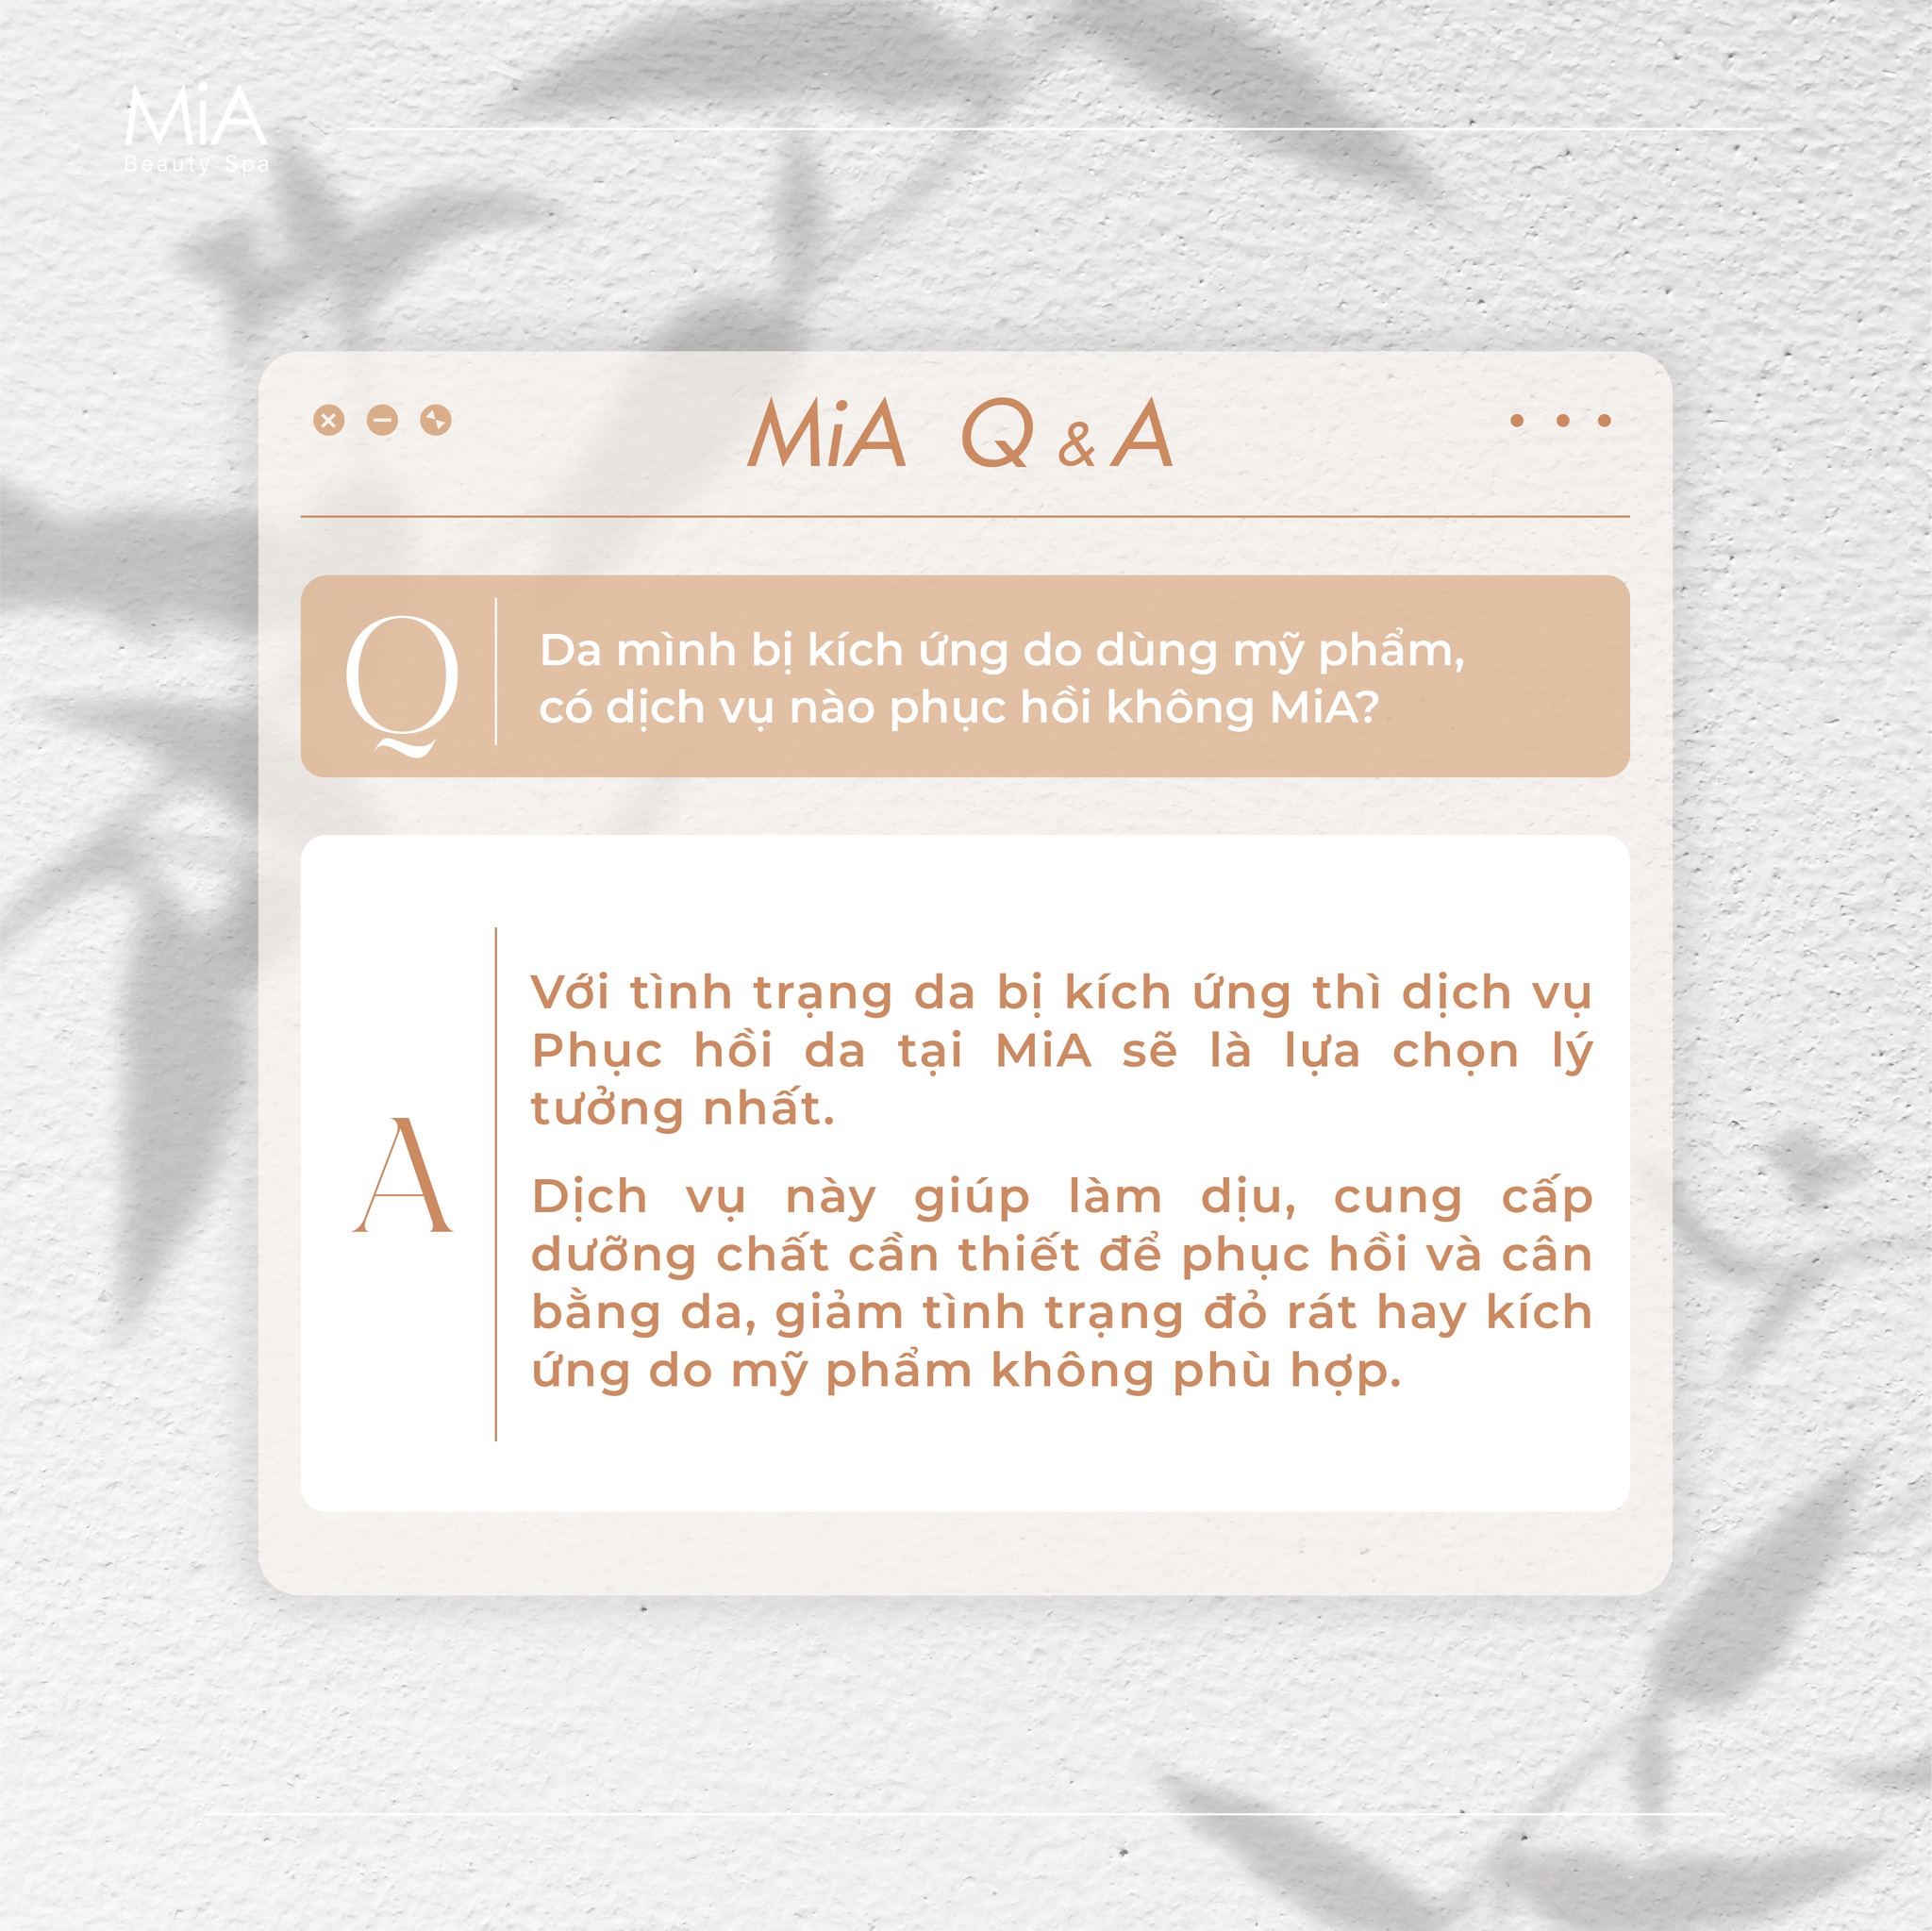 MiA
Beauty Spa
MiA Q & A
Q
Da mình bị kích ứng do dùng mỹ phẩm,
có dịch vụ nào phục hồi không MiA?
A
Với tình trạng da bị kích ứng thì dịch vụ
Phục hồi da tại MiA sẽ là lựa chọn lý
tưởng nhất.
Dịch vụ này giúp làm dịu, cung cấp
dưỡng chất cần thiết để phục hồi và cân
bằng da, giảm tình trạng đỏ rát hay kích
ứng do mỹ phẩm không phù hợp.